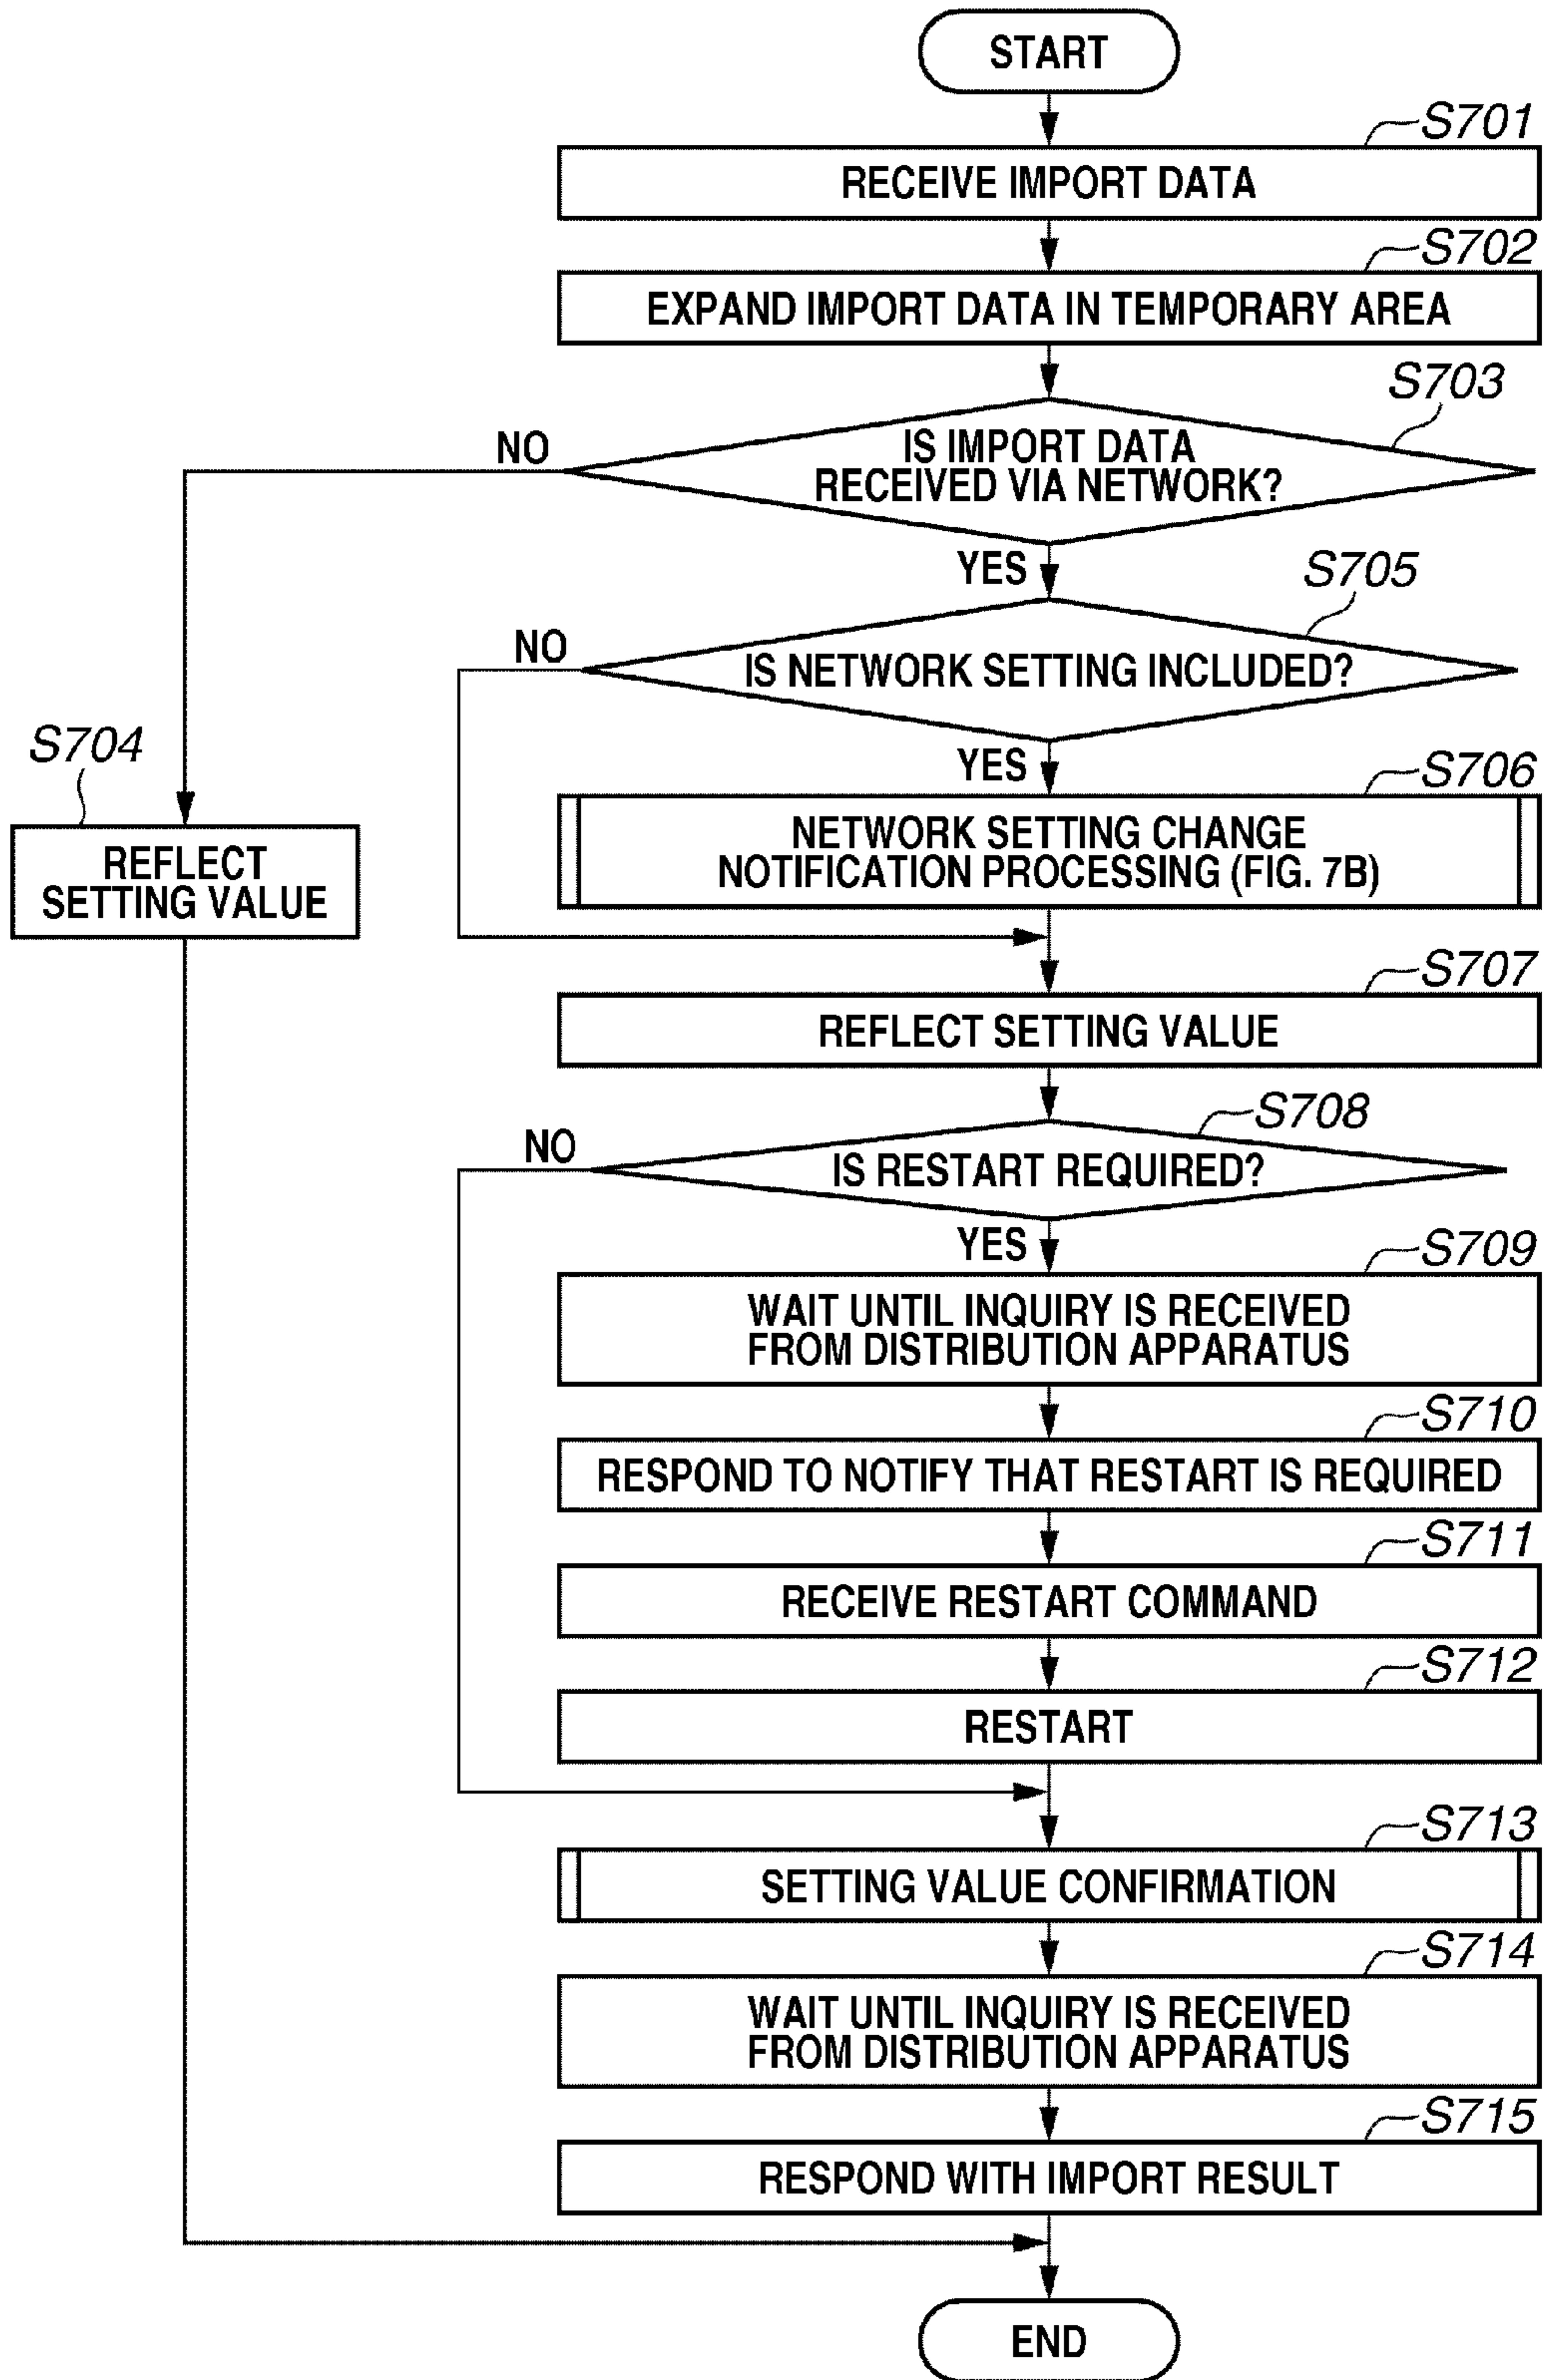 START
S701
RECEIVE IMPORT DATA
S702
EXPAND IMPORT DATA IN TEMPORARY AREA
S703
IS IMPORT DATA
RECEIVED VIA NETWORK?
NO
YES
S705
IS NETWORK SETTING INCLUDED?
NO
YES
S704
REFLECT
SETTING VALUE
S706
NETWORK SETTING CHANGE
NOTIFICATION PROCESSING (FIG. 7B)
S707
REFLECT SETTING VALUE
S708
IS RESTART REQUIRED?
NO
YES
S709
WAIT UNTIL INQUIRY IS RECEIVED
FROM DISTRIBUTION APPARATUS
S710
RESPOND TO NOTIFY THAT RESTART IS REQUIRED
S711
RECEIVE RESTART COMMAND
S712
RESTART
S713
SETTING VALUE CONFIRMATION
S714
WAIT UNTIL INQUIRY IS RECEIVED
FROM DISTRIBUTION APPARATUS
S715
RESPOND WITH IMPORT RESULT
END